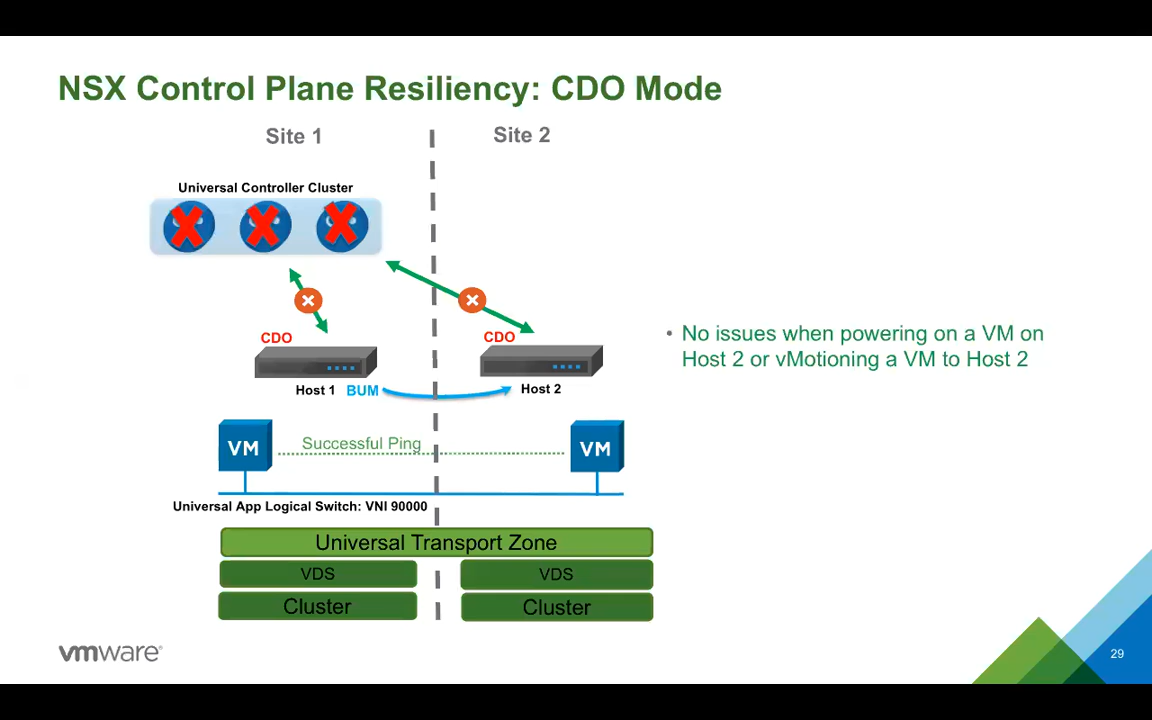 NSX Control Plane Resiliency: CDO Mode
Site 1
Site 2
Universal Controller Cluster
CDO
CDO
• No issues when powering on a VM on
Host 2 or vMotioning a VM to Host 2
Host 1
BUM
Host 2
VM
Successful Ping
VM
Universal App Logical Switch: VNI 90000
Universal Transport Zone
VDS
VDS
Cluster
Cluster
vmware®
29